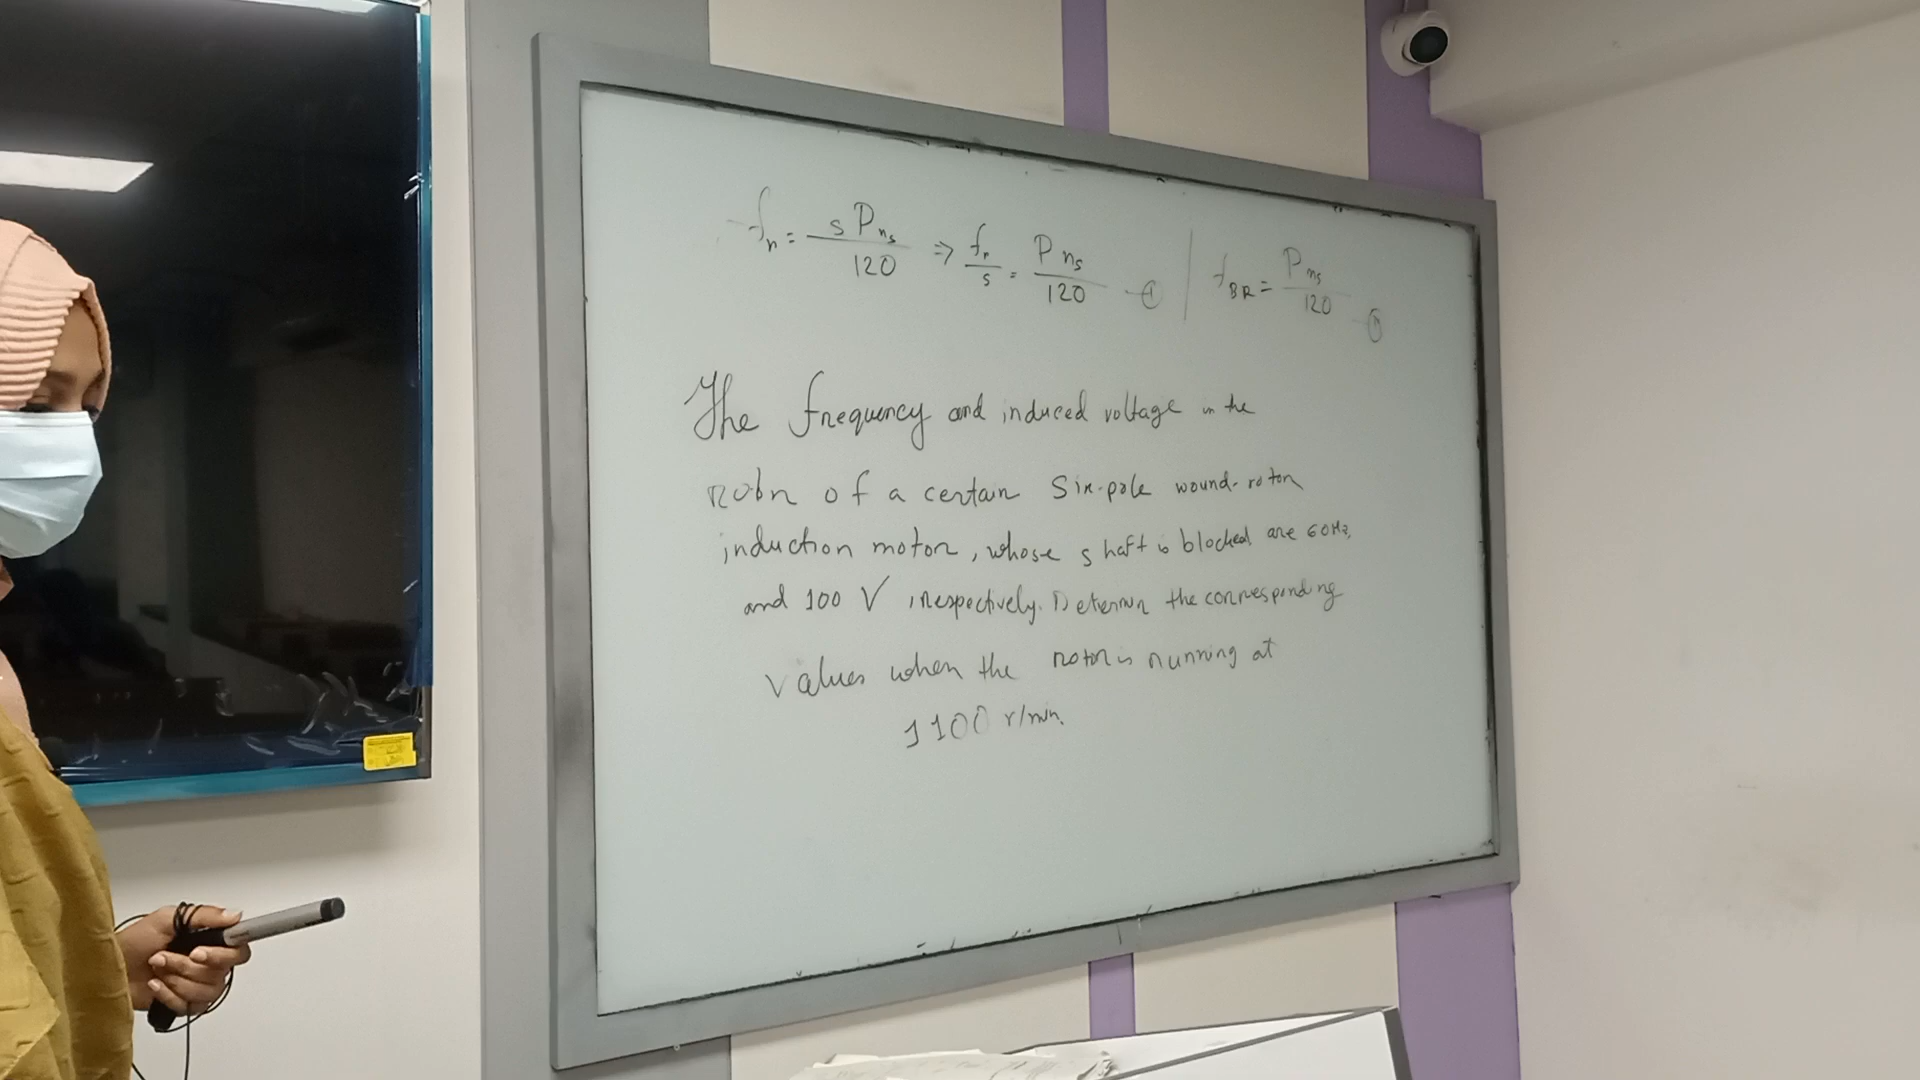 fr = s P ns / 120 ⇒ fr / s = P ns / 120 - ① | fBR = P ns / 120 - ⑪
The frequency and induced voltage in the
rotor of a certain Six-pole wound-rotor
induction motor, whose shaft is blocked are 60Hz,
and 100 V , respectively. Determin the corresponding
values when the rotor is running at
1100 r/min.